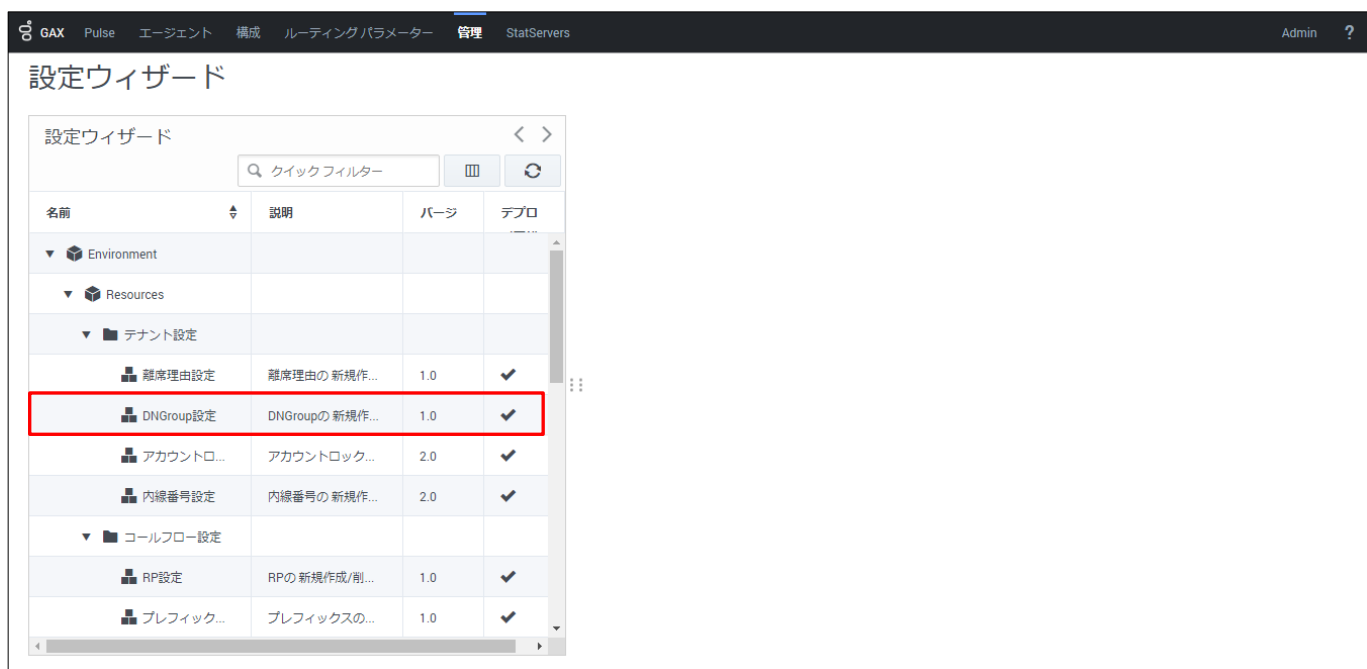 GAX Pulse エージェント 構成 ルーティング パラメーター 管理 StatServers Admin ?
設定ウィザード
設定ウィザード
クイック フィルター
名前 説明 バージ デプロ
Environment
Resources
テナント設定
離席理由設定 離席理由の 新規作... 1.0
DNGroup設定 DNGroupの 新規作... 1.0
アカウントロ... アカウントロック... 2.0
内線番号設定 内線番号の 新規作... 2.0
コールフロー設定
RP設定 RPの 新規作成/削... 1.0
プレフィック... プレフィックスの... 1.0